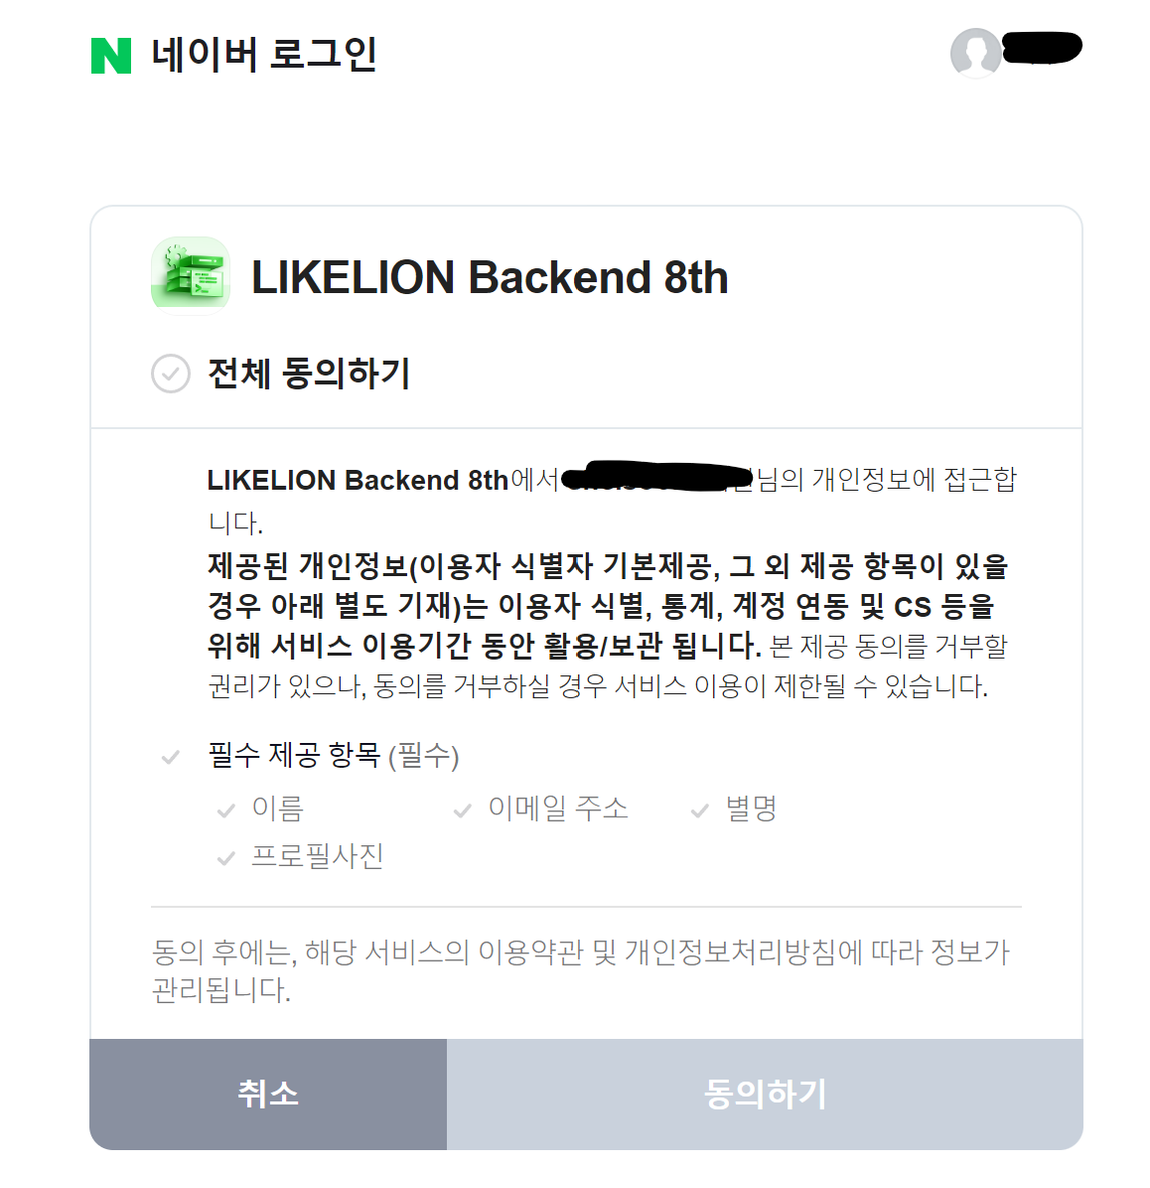 네이버 로그인
LIKELION Backend 8th
전체 동의하기
LIKELION Backend 8th에서 님의 개인정보에 접근합
니다.
제공된 개인정보(이용자 식별자 기본제공, 그 외 제공 항목이 있을
경우 아래 별도 기재)는 이용자 식별, 통계, 계정 연동 및 CS 등을
위해 서비스 이용기간 동안 활용/보관 됩니다. 본 제공 동의를 거부할
권리가 있으나, 동의를 거부하실 경우 서비스 이용이 제한될 수 있습니다.
필수 제공 항목 (필수)
이름 이메일 주소 별명
프로필사진
동의 후에는, 해당 서비스의 이용약관 및 개인정보처리방침에 따라 정보가
관리됩니다.
취소 동의하기